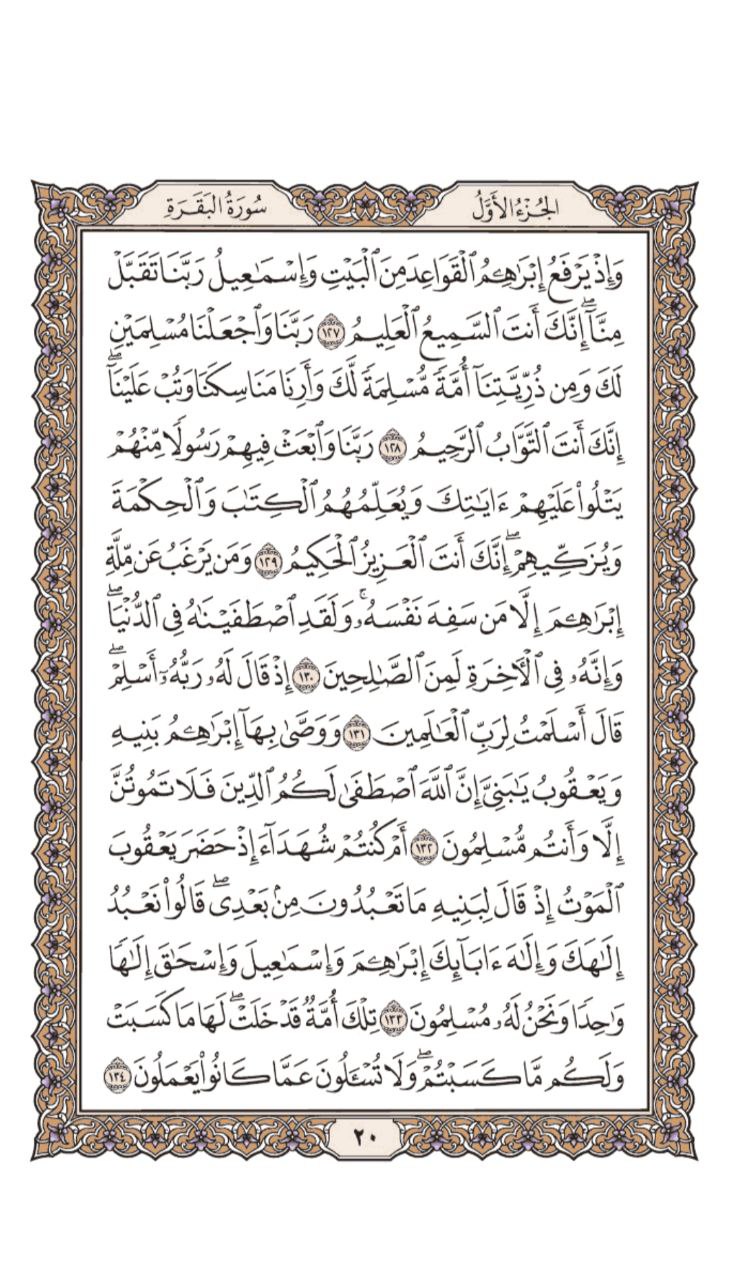 الجُزْءُ الأَوَّلُ
سُورَةُ البَقَرَةِ
وَإِذۡ يَرۡفَعُ إِبۡرَٰهِـۧمُ ٱلۡقَوَاعِدَ مِنَ ٱلۡبَيۡتِ وَإِسۡمَٰعِيلُ رَبَّنَا تَقَبَّلۡ
مِنَّآۖ إِنَّكَ أَنتَ ٱلسَّمِيعُ ٱلۡعَلِيمُ ١٢٧ رَبَّنَا وَٱجۡعَلۡنَا مُسۡلِمَيۡنِ
لَكَ وَمِن ذُرِّيَّتِنَآ أُمَّةٗ مُّسۡلِمَةٗ لَّكَ وَأَرِنَا مَنَاسِكَنَا وَتُبۡ عَلَيۡنَآۖ
إِنَّكَ أَنتَ ٱلتَّوَّابُ ٱلرَّحِيمُ ١٢٨ رَبَّنَا وَٱبۡعَثۡ فِيهِمۡ رَسُولٗا مِّنۡهُمۡ
يَتۡلُواْ عَلَيۡهِمۡ ءَايَٰتِكَ وَيُعَلِّمُهُمُ ٱلۡكِتَٰبَ وَٱلۡحِكۡمَةَ
وَيُزَكِّيهِمۡۖ إِنَّكَ أَنتَ ٱلۡعَزِيزُ ٱلۡحَكِيمُ ١٢٩ وَمَن يَرۡغَبُ عَن مِّلَّةِ
إِبۡرَٰهِـۧمَ إِلَّا مَن سَفِهَ نَفۡسَهُۥۚ وَلَقَدِ ٱصۡطَفَيۡنَٰهُ فِي ٱلدُّنۡيَاۖ
وَإِنَّهُۥ فِي ٱلۡأٓخِرَةِ لَمِنَ ٱلصَّٰلِحِينَ ١٣٠ إِذۡ قَالَ لَهُۥ رَبُّهُۥٓ أَسۡلِمۡۖ
قَالَ أَسۡلَمۡتُ لِرَبِّ ٱلۡعَٰلَمِينَ ١٣١ وَوَصَّىٰ بِهَآ إِبۡرَٰهِـۧمُ بَنِيهِ
وَيَعۡقُوبُ يَٰبَنِيَّ إِنَّ ٱللَّهَ ٱصۡطَفَىٰ لَكُمُ ٱلدِّينَ فَلَا تَمُوتُنَّ
إِلَّا وَأَنتُم مُّسۡلِمُونَ ١٣٢ أَمۡ كُنتُمۡ شُهَدَآءَ إِذۡ حَضَرَ يَعۡقُوبَ
ٱلۡمَوۡتُ إِذۡ قَالَ لِبَنِيهِ مَا تَعۡبُدُونَ مِنۢ بَعۡدِيۖ قَالُواْ نَعۡبُدُ
إِلَٰهَكَ وَإِلَٰهَ ءَابَآئِكَ إِبۡرَٰهِـۧمَ وَإِسۡمَٰعِيلَ وَإِسۡحَٰقَ إِلَٰهٗا
وَٰحِدٗا وَنَحۡنُ لَهُۥ مُسۡلِمُونَ ١٣٣ تِلۡكَ أُمَّةٞ قَدۡ خَلَتۡۖ لَهَا مَا كَسَبَتۡ
وَلَكُم مَّا كَسَبۡتُمۡۖ وَلَا تُسۡـَٔلُونَ عَمَّا كَانُواْ يَعۡمَلُونَ ١٣٤
٢٠